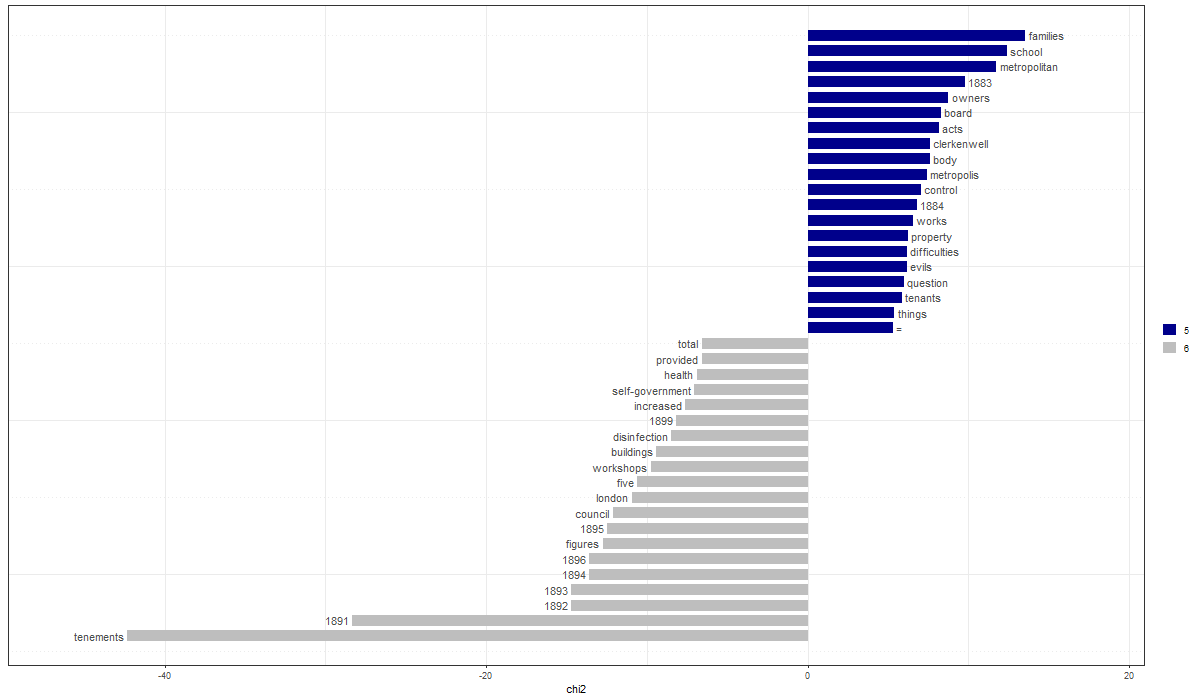 families
school
metropolitan
1883
owners
board
acts
clerkenwell
body
metropolis
control
1884
works
property
difficulties
evils
question
tenants
things
=
5
total
6
provided
health
self-government
increased
1899
disinfection
buildings
workshops
five
london
council
1895
figures
1896
1894
1893
1892
1891
tenements
-40 -20 0 20
chi2